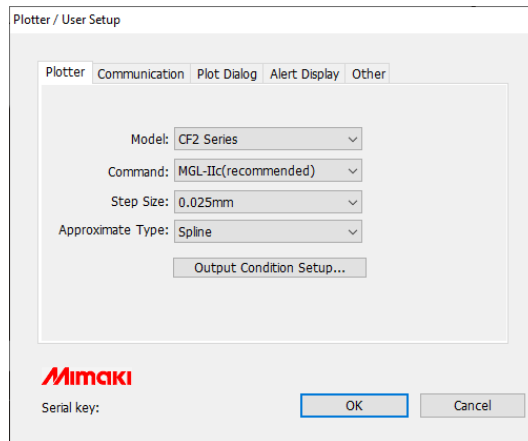 Plotter / User Setup
Plotter Communication Plot Dialog Alert Display Other
Model: CF2 Series
Command: MGL-IIc(recommended)
Step Size: 0.025mm
Approximate Type: Spline
Output Condition Setup...
Mimaki
Serial key:
OK Cancel